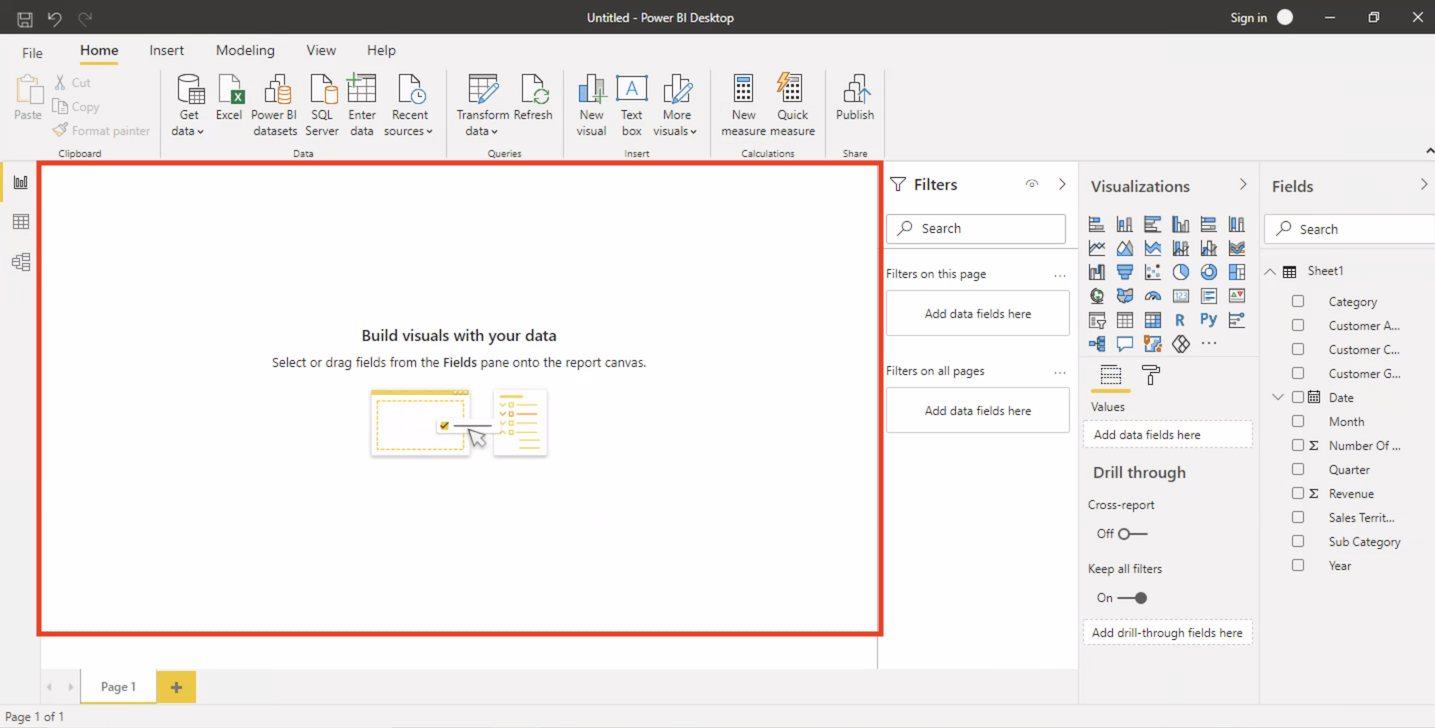 Untitled - Power BI Desktop
Sign in
File Home Insert Modeling View Help
Paste
Cut
Copy
Format painter
Clipboard
Get data
Excel
Power BI datasets
SQL Server
Enter data
Recent sources
Data
Transform data
Refresh
Queries
New visual
A
Text box
More visuals
Insert
New measure
Quick measure
Calculations
Publish
Share
Build visuals with your data
Select or drag fields from the Fields pane onto the report canvas.
Filters
Search
Filters on this page ...
Add data fields here
Filters on all pages ...
Add data fields here
Visualizations
123
R
Py
...
Values
Add data fields here
Drill through
Cross-report
Off
Keep all filters
On
Add drill-through fields here
Fields
Search
Sheet1
Category
Customer A...
Customer C...
Customer G...
Date
Month
Σ Number Of ...
Quarter
Σ Revenue
Sales Territ...
Sub Category
Year
Page 1
+
Page 1 of 1